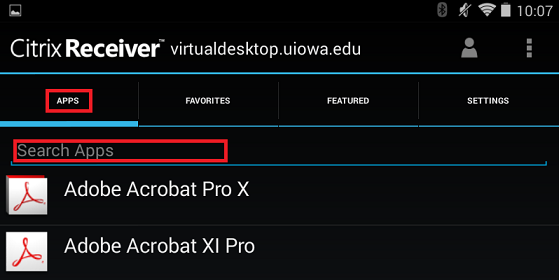 10:07
Citrix Receiver™ virtualdesktop.uiowa.edu
APPS FAVORITES FEATURED SETTINGS
Search Apps
Adobe Acrobat Pro X
Adobe Acrobat XI Pro